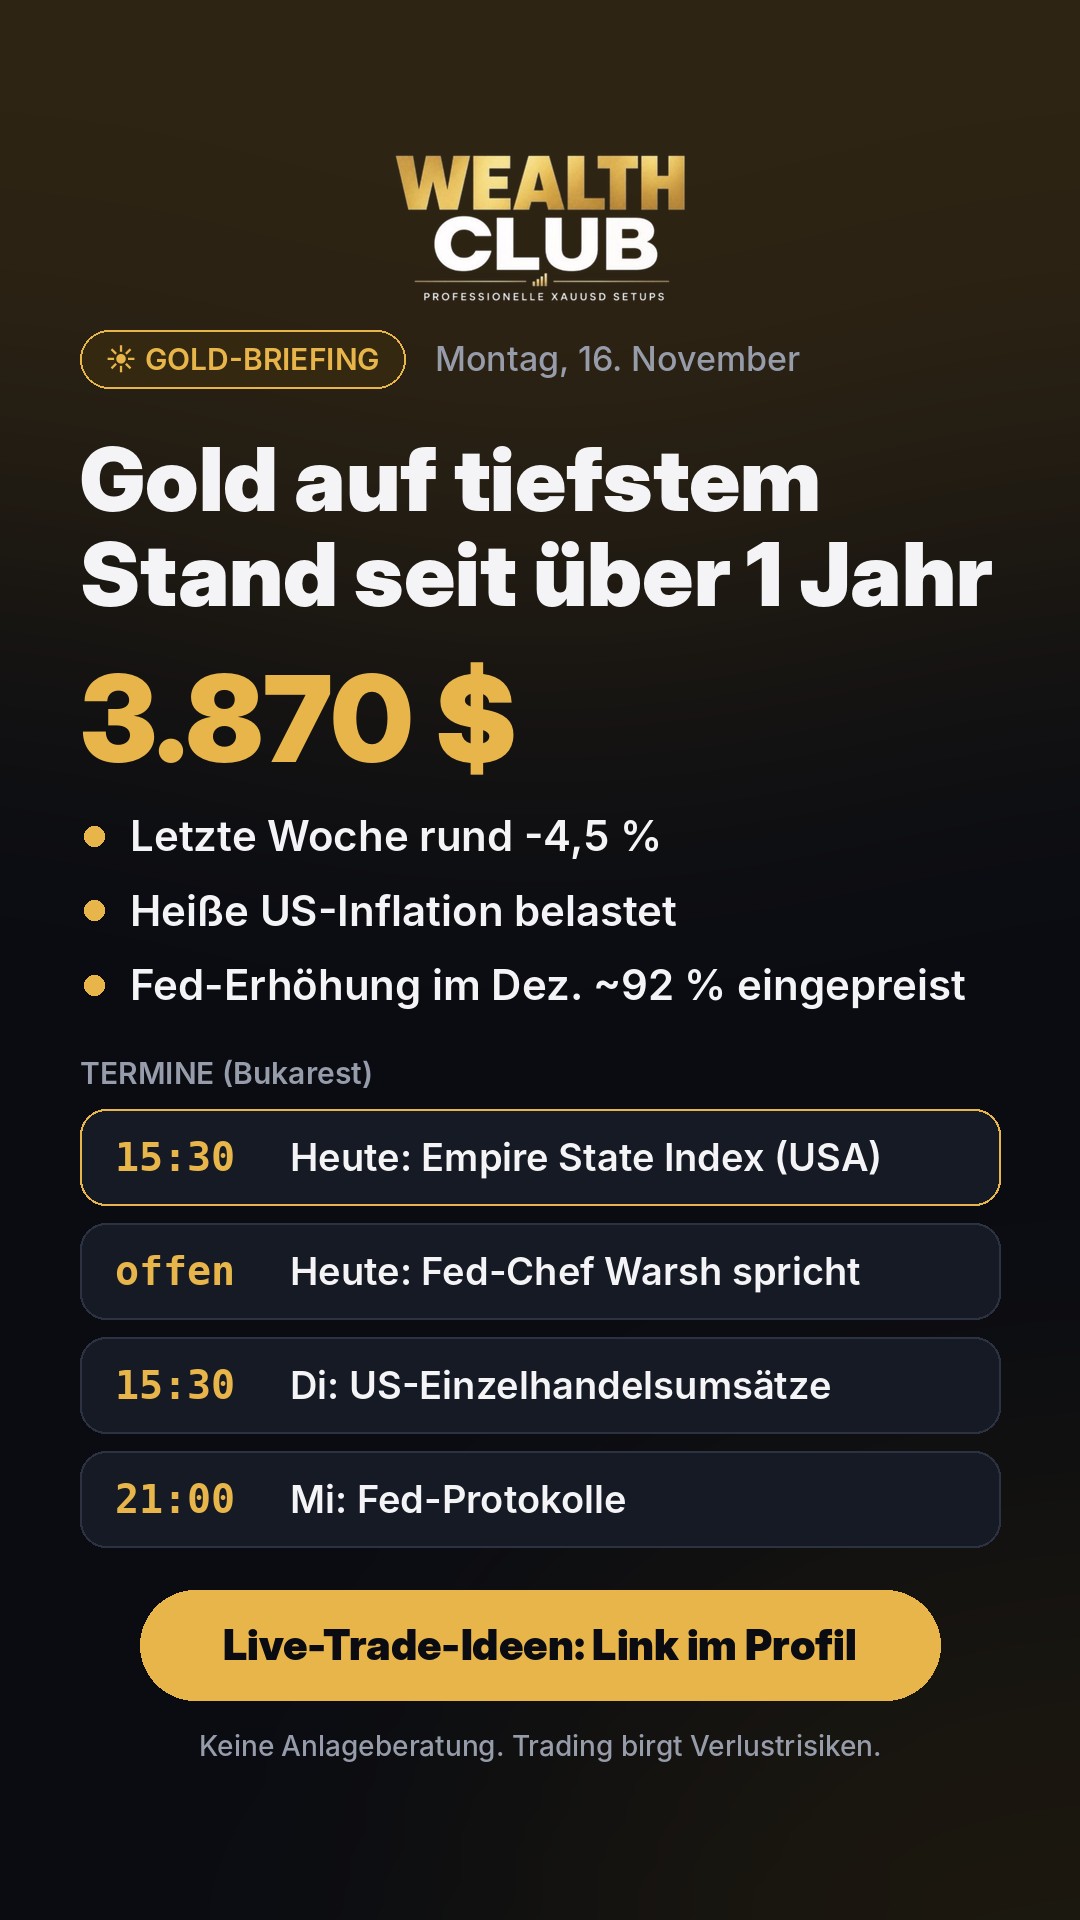 WEALTH
CLUB
PROFESSIONELLE XAUUSD SETUPS
☀ GOLD-BRIEFING Montag, 16. November
Gold auf tiefstem
Stand seit über 1 Jahr
3.870 $
Letzte Woche rund -4,5 %
Heiße US-Inflation belastet
Fed-Erhöhung im Dez. ~92 % eingepreist
TERMINE (Bukarest)
15:30 Heute: Empire State Index (USA)
offen Heute: Fed-Chef Warsh spricht
15:30 Di: US-Einzelhandelsumsätze
21:00 Mi: Fed-Protokolle
Live-Trade-Ideen: Link im Profil
Keine Anlageberatung. Trading birgt Verlustrisiken.